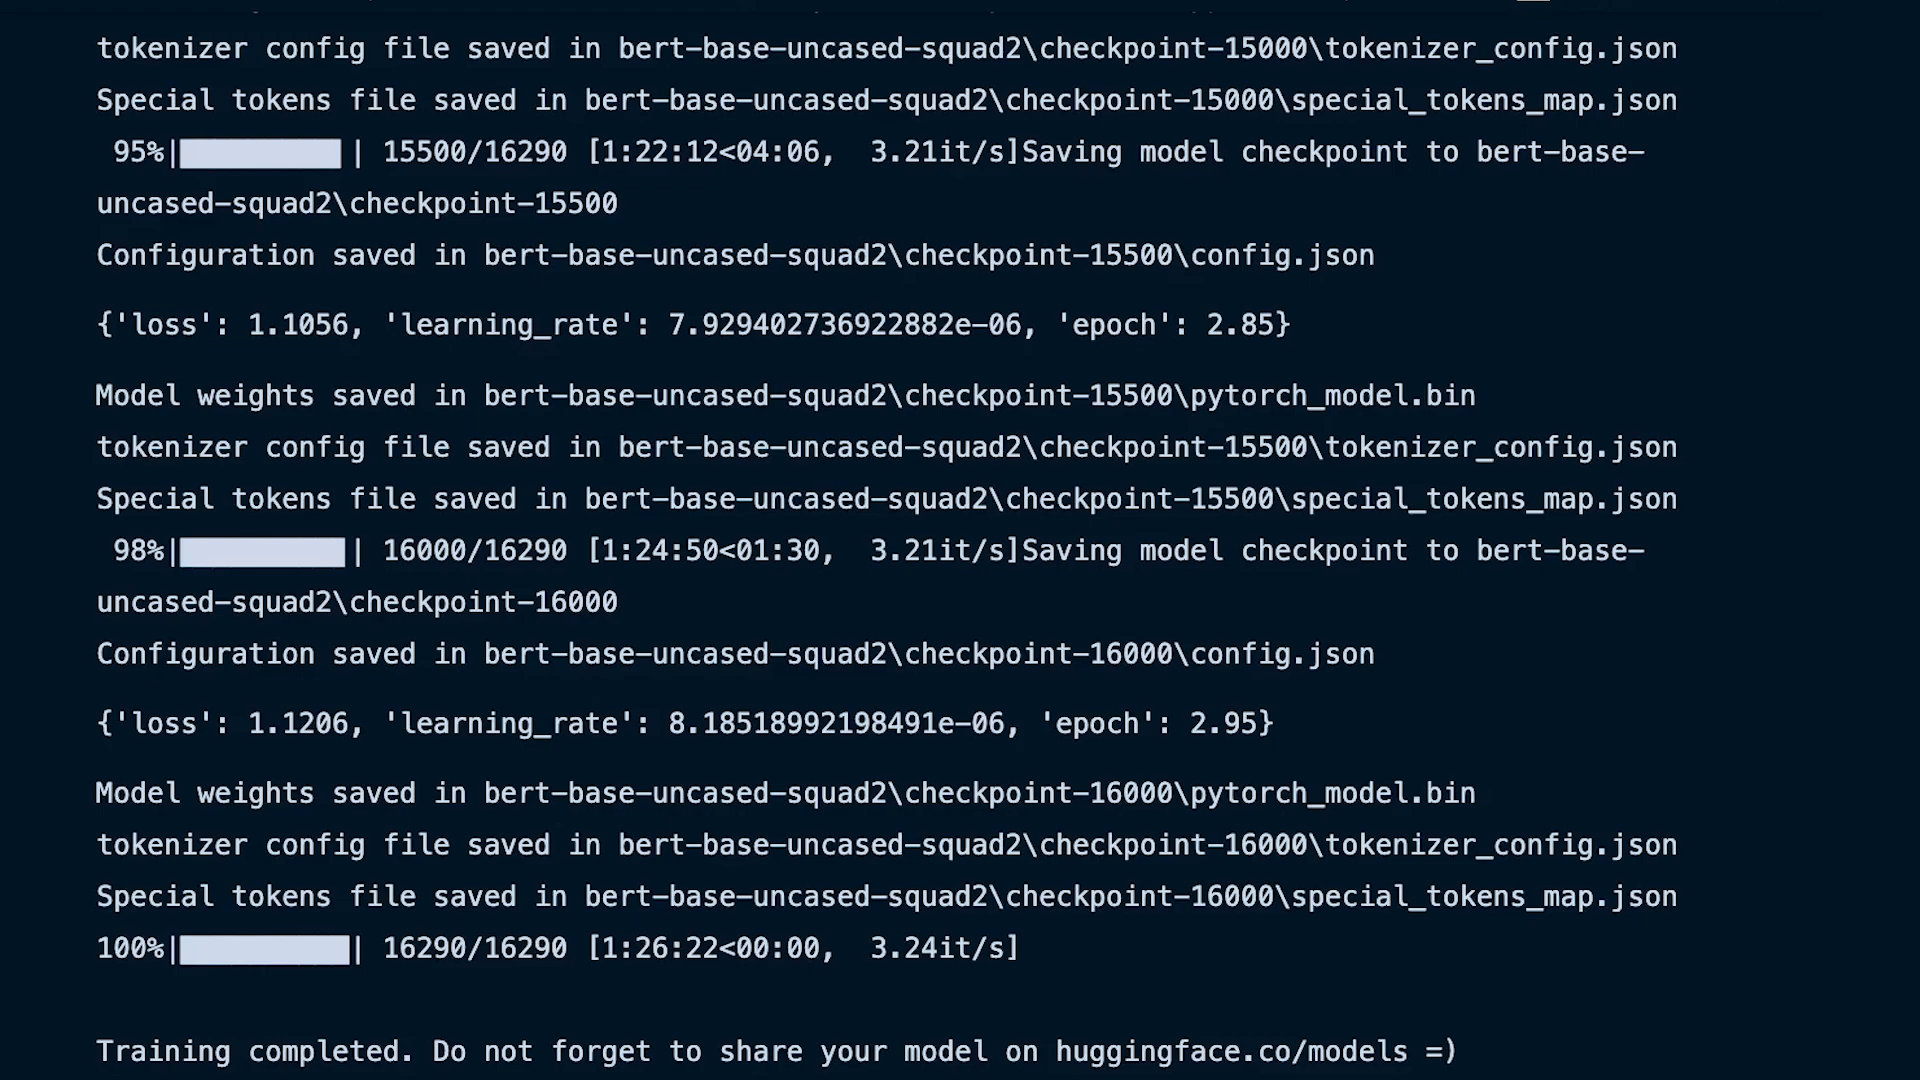 tokenizer config file saved in bert-base-uncased-squad2\checkpoint-15000\tokenizer_config.json
Special tokens file saved in bert-base-uncased-squad2\checkpoint-15000\special_tokens_map.json
95%|██████████| 15500/16290 [1:22:12<04:06, 3.21it/s]Saving model checkpoint to bert-base-
uncased-squad2\checkpoint-15500
Configuration saved in bert-base-uncased-squad2\checkpoint-15500\config.json
{'loss': 1.1056, 'learning_rate': 7.929402736922882e-06, 'epoch': 2.85}
Model weights saved in bert-base-uncased-squad2\checkpoint-15500\pytorch_model.bin
tokenizer config file saved in bert-base-uncased-squad2\checkpoint-15500\tokenizer_config.json
Special tokens file saved in bert-base-uncased-squad2\checkpoint-15500\special_tokens_map.json
98%|██████████| 16000/16290 [1:24:50<01:30, 3.21it/s]Saving model checkpoint to bert-base-
uncased-squad2\checkpoint-16000
Configuration saved in bert-base-uncased-squad2\checkpoint-16000\config.json
{'loss': 1.1206, 'learning_rate': 8.18518992198491e-06, 'epoch': 2.95}
Model weights saved in bert-base-uncased-squad2\checkpoint-16000\pytorch_model.bin
tokenizer config file saved in bert-base-uncased-squad2\checkpoint-16000\tokenizer_config.json
Special tokens file saved in bert-base-uncased-squad2\checkpoint-16000\special_tokens_map.json
100%|██████████| 16290/16290 [1:26:22<00:00, 3.24it/s]
Training completed. Do not forget to share your model on huggingface.co/models =)